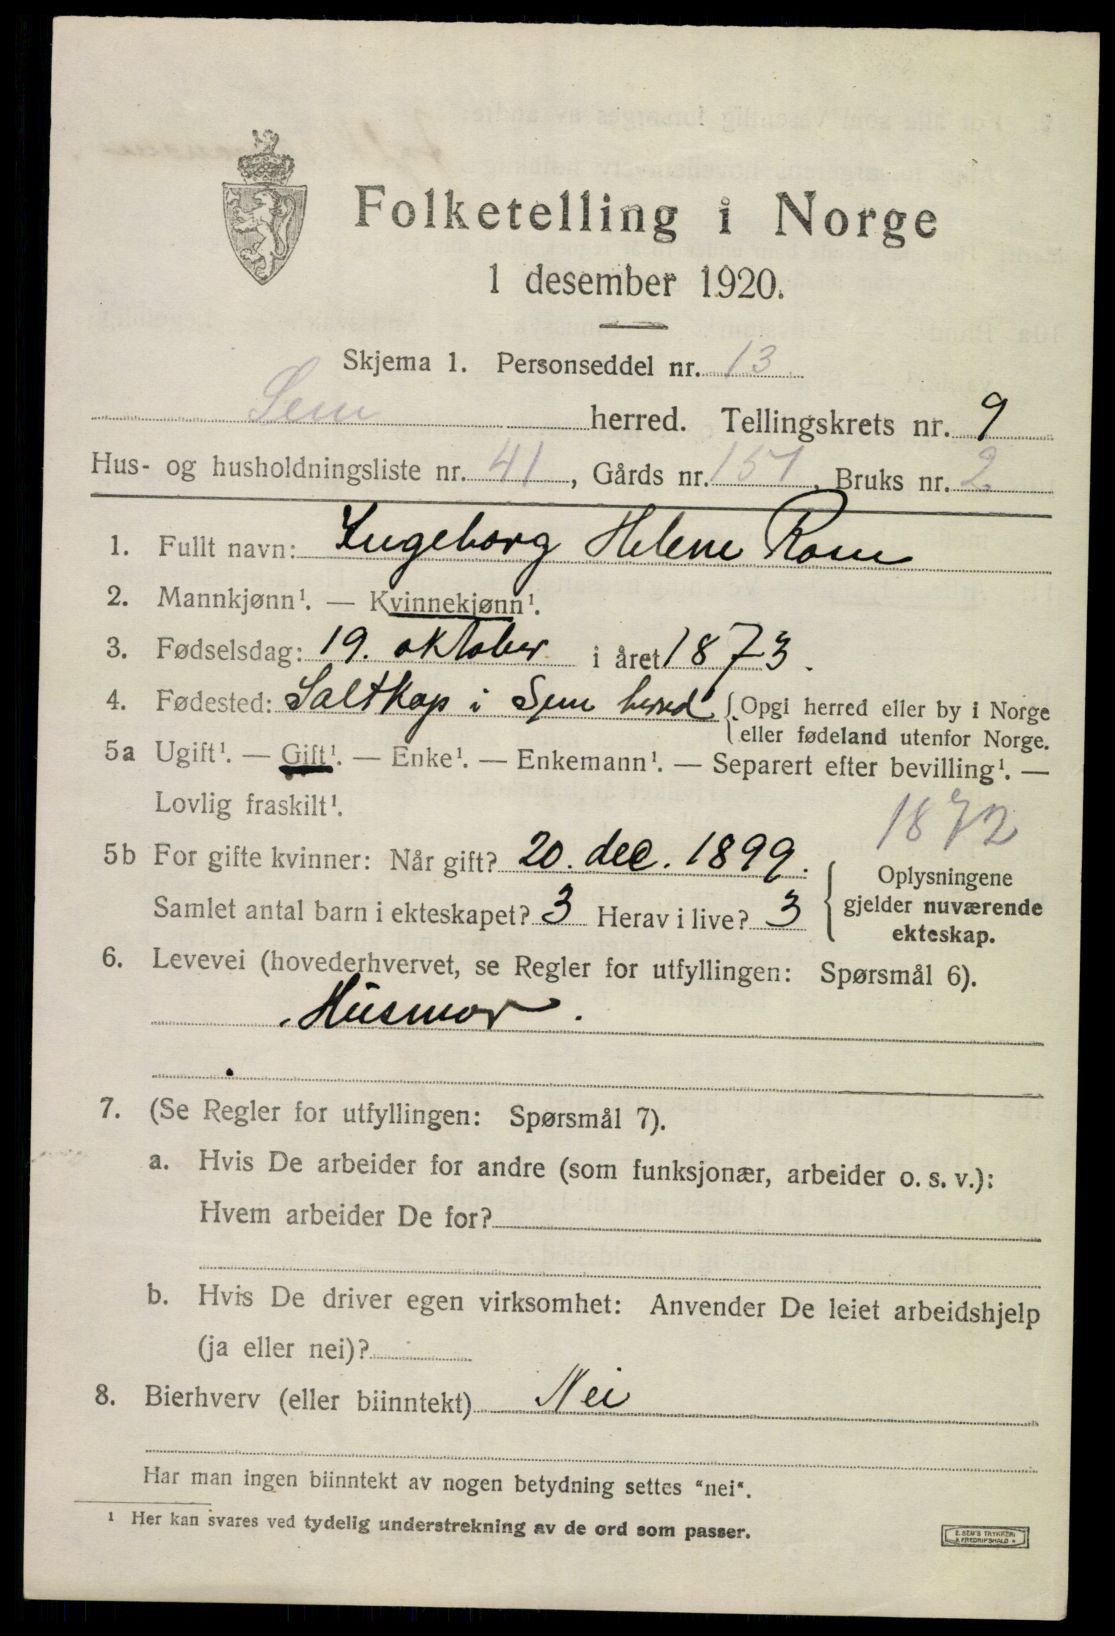 Folketelling i Norge
1 desember 1920.
Skjema 1. Personseddel nr. 13
Sem herred. Tellingskrets nr. 9
Hus- og husholdningsliste nr. 41, Gårds nr. 151, Bruks nr. 2
1. Fullt navn: Ingeborg Helene Rom
2. Mannkjønn¹. — Kvinnekjønn¹.
3. Fødselsdag: 19. oktober i året 1873.
4. Fødested: Saltkop i Sem herred {Opgi herred eller by i Norge
eller fødeland utenfor Norge.
5a Ugift¹. — Gift¹. — Enke¹. — Enkemann¹. — Separert efter bevilling¹. —
Lovlig fraskilt¹.
1872
5b For gifte kvinner: Når gift? 20. dec. 1899.
Samlet antal barn i ekteskapet? 3 Herav i live? 3
{Oplysningene
gjelder nuværende
ekteskap.
6. Levevei (hovederhvervet, se Regler for utfyllingen: Spørsmål 6).
Husmor.
7. (Se Regler for utfyllingen: Spørsmål 7).
a. Hvis De arbeider for andre (som funksjonær, arbeider o. s. v.):
Hvem arbeider De for?
b. Hvis De driver egen virksomhet: Anvender De leiet arbeidshjelp
(ja eller nei)?
8. Bierhverv (eller biinntekt) Nei
Har man ingen biinntekt av nogen betydning settes "nei".
¹ Her kan svares ved tydelig understrekning av de ord som passer.
E. SEM'S TRYKKERI
FREDRIKSHALD